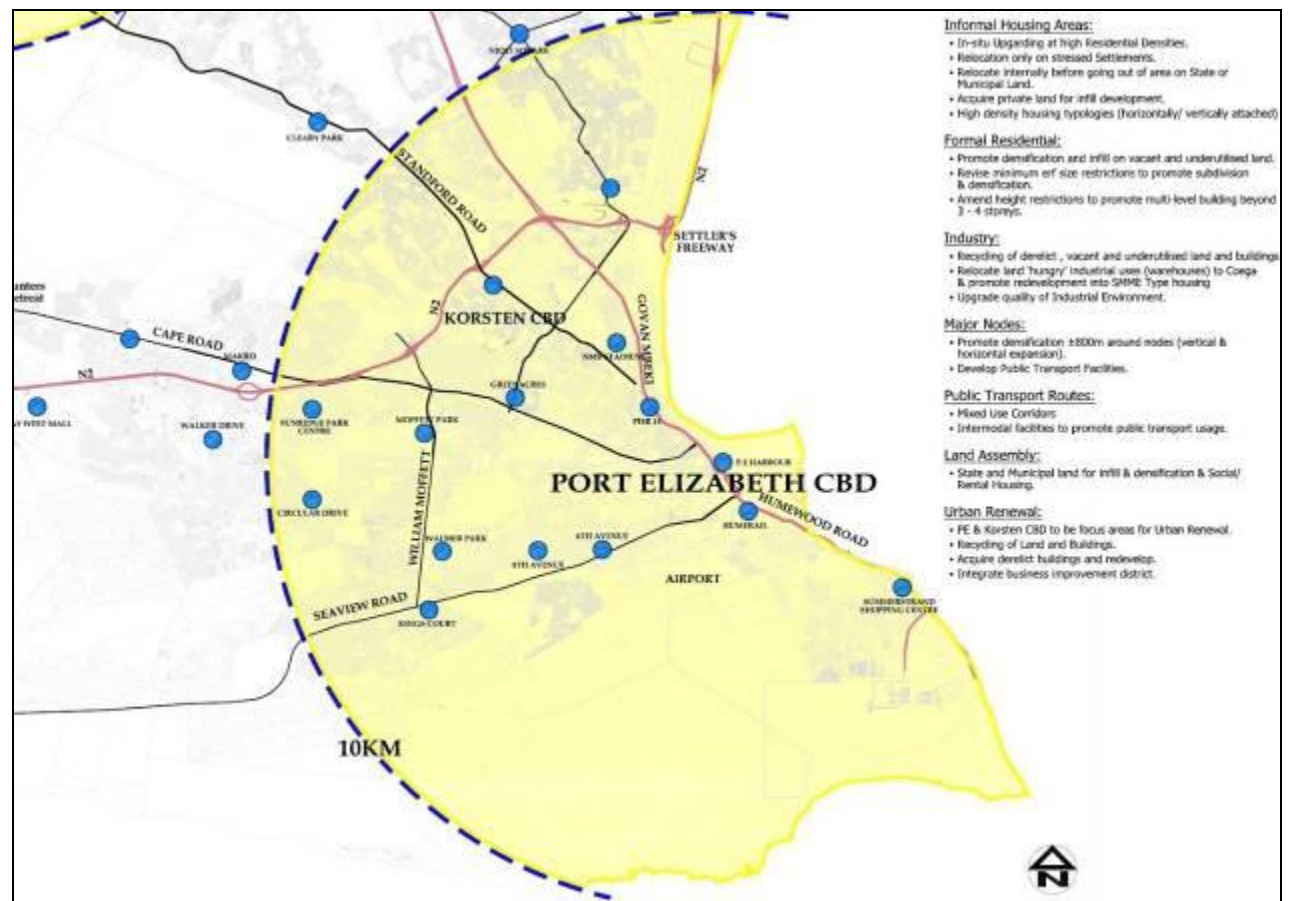 NJOLI SQUARE
CLEARY PARK
STANDFORD ROAD
N2
SETTLER'S
FREEWAY
N2
KORSTEN CBD
GOVAN MBEKI
CAPE ROAD
MAKRO
N2
GREENACRES
PIER 14
WALKER DRIVE
SUNRIDGE PARK
CENTRE
MOFFETT PARK
P.E HARBOUR
PORT ELIZABETH CBD
CIRCULAR DRIVE
WILLIAM MOFFETT
HUMERAIL
HUMEWOOD ROAD
WALMER PARK
6TH AVENUE
AIRPORT
SEAVIEW ROAD
KINGS COURT
SUMMERSTRAND
SHOPPING CENTRE
10KM
Informal Housing Areas:
• In-situ Upgarding at high Residential Densities.
• Relocation only on stressed Settlements.
• Relocate internally before going out of area on State or
Municipal Land.
• Acquire private land for infill development.
• High density housing typologies (horizontally/ vertically attached)
Formal Residential:
• Promote densification and infill on vacant and underutilised land.
• Revise minimum erf size restrictions to promote subdivision
& densification.
• Amend height restrictions to promote multi-level building beyond
3 - 4 storeys.
Industry:
• Recycling of derelict , vacant and underutilised land and buildings
• Relocate land 'hungry' industrial uses (warehouses) to Coega
& promote redevelopment into SMME Type housing
• Upgrade quality of Industrial Environment.
Major Nodes:
• Promote densification ±800m around nodes (vertical &
horizontal expansion).
• Develop Public Transport Facilities.
Public Transport Routes:
• Mixed Use Corridors
• Intermodal facilities to promote public transport usage.
Land Assembly:
• State and Municipal land for infill & densification & Social/
Rental Housing.
Urban Renewal:
• PE & Korsten CBD to be focus areas for Urban Renewal.
• Recycling of Land and Buildings.
• Acquire derelict buildings and redevelop.
• Integrate business improvement district.
N